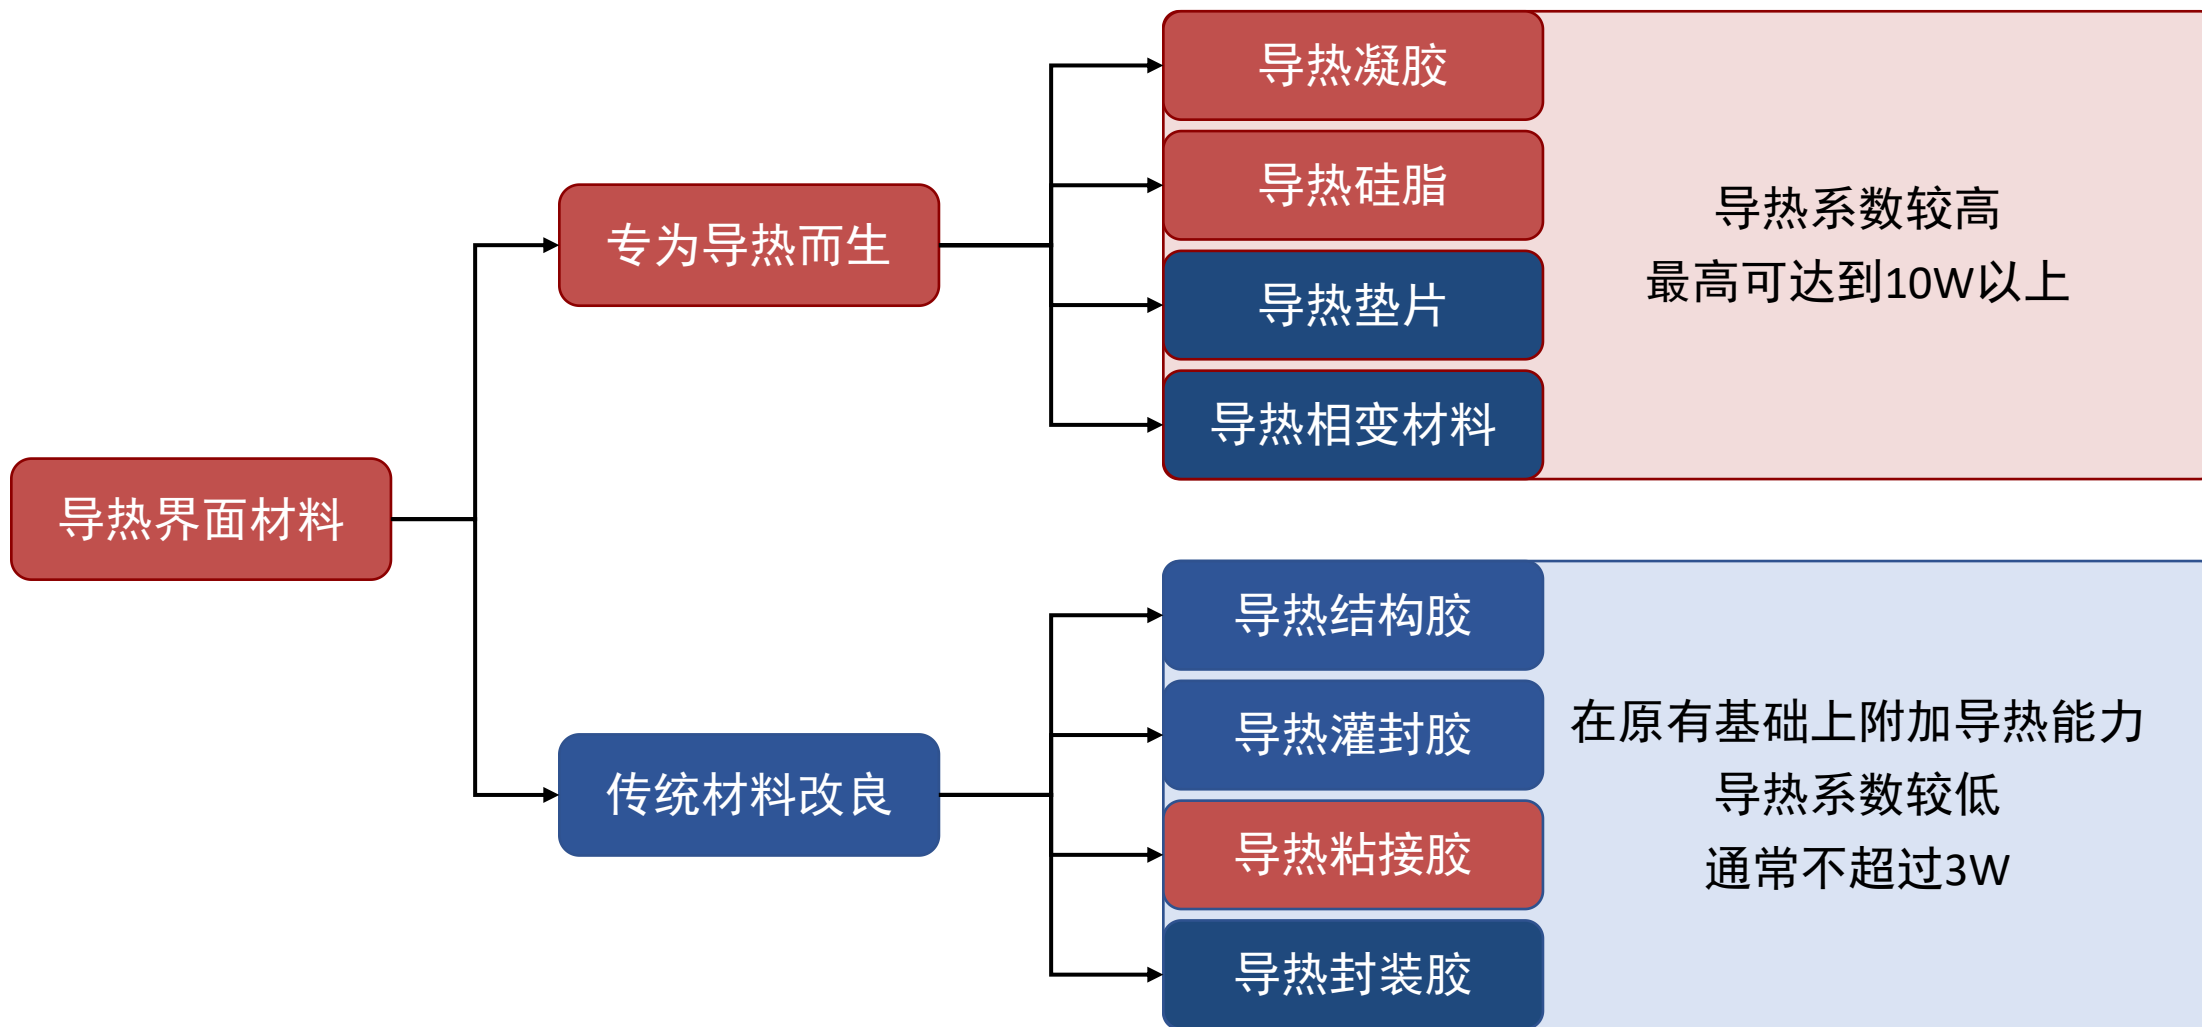 导热界面材料
专为导热而生
导热凝胶
导热硅脂
导热垫片
导热相变材料
导热系数较高
最高可达到10W以上
传统材料改良
导热结构胶
导热灌封胶
导热粘接胶
导热封装胶
在原有基础上附加导热能力
导热系数较低
通常不超过3W